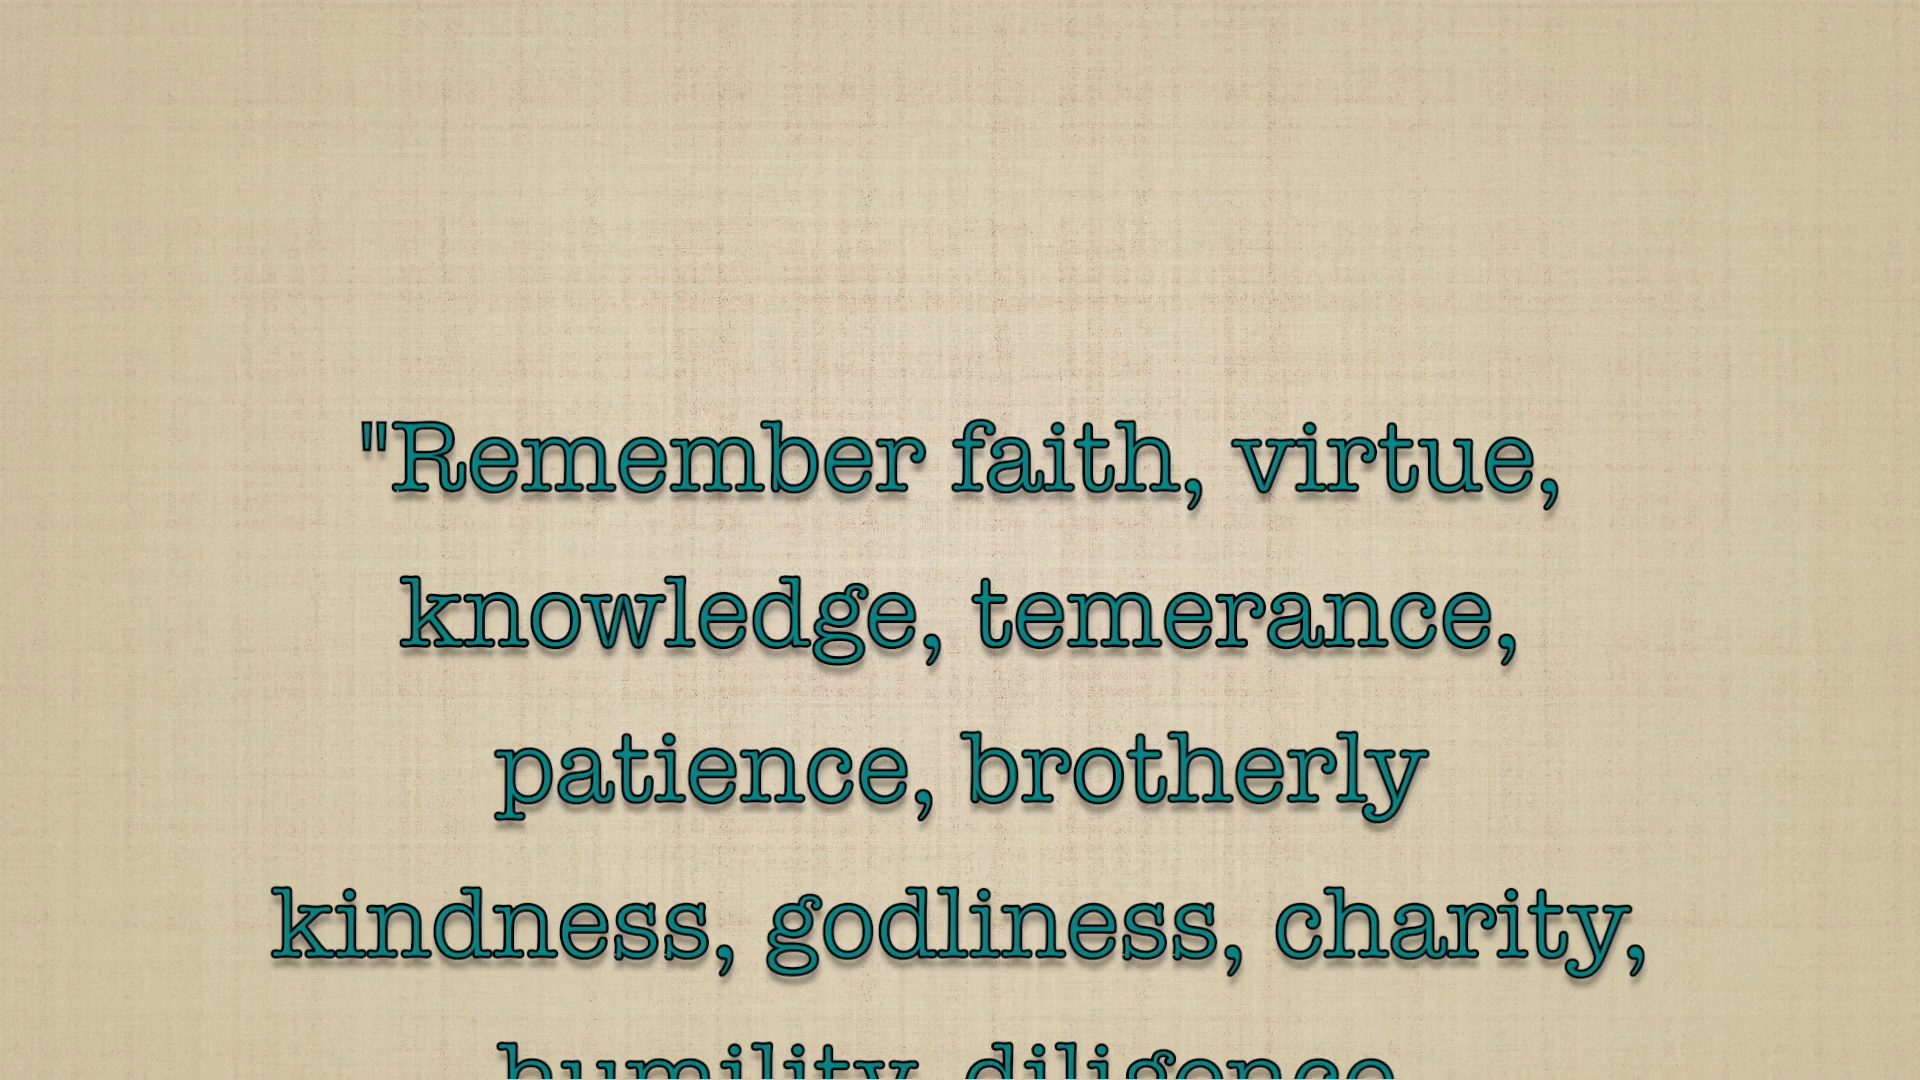 "Remember faith, virtue,
knowledge, temerance,
patience, brotherly
kindness, godliness, charity,
humility, diligence